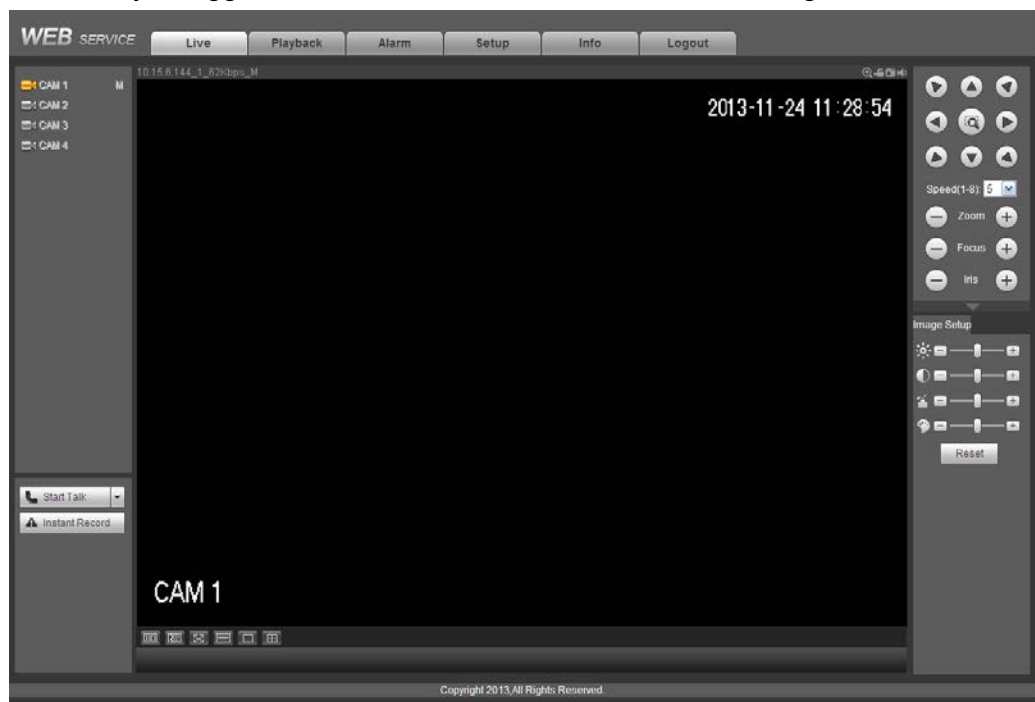 WEB SERVICE
Live
Playback
Alarm
Setup
Info
Logout
CAM 1 M
CAM 2
CAM 3
CAM 4
10.15.6.144_1_62Kbps_M
2013-11-24 11:28:54
CAM 1
Speed(1-8): 5
Zoom
Focus
Iris
Image Setup
Reset
Start Talk
Instant Record
Copyright 2013,All Rights Reserved.